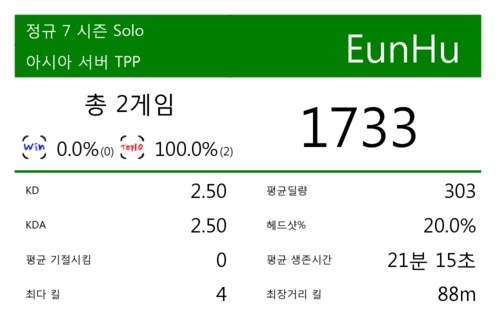 정규 7 시즌 Solo
아시아 서버 TPP
EunHu
총 2게임
Win 0.0%(0) TOP10 100.0%(2)
1733
KD 2.50
평균딜량 303
KDA 2.50
헤드샷% 20.0%
평균 기절시킴 0
평균 생존시간 21분 15초
최다 킬 4
최장거리 킬 88m